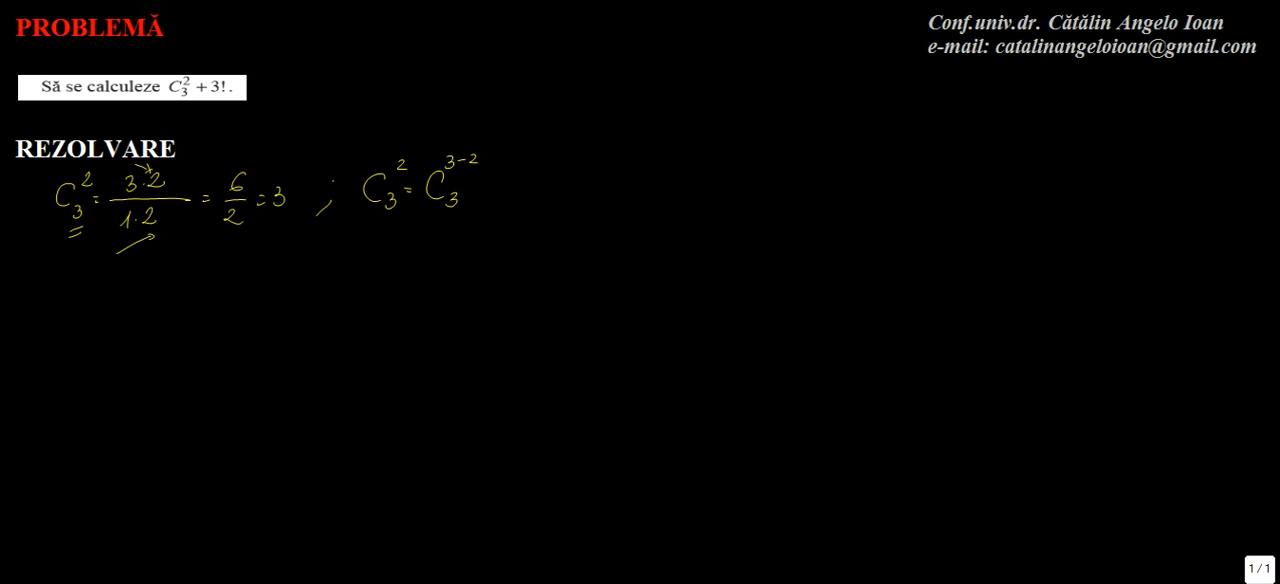 PROBLEMĂ
Conf.univ.dr. Cătălin Angelo Ioan
e-mail: catalinangeloioan@gmail.com
Să se calculeze C₃² + 3! .
REZOLVARE
C₃² = (3·2)/(1·2) = 6/2 = 3 ; C₃² = C₃³⁻²
1 / 1